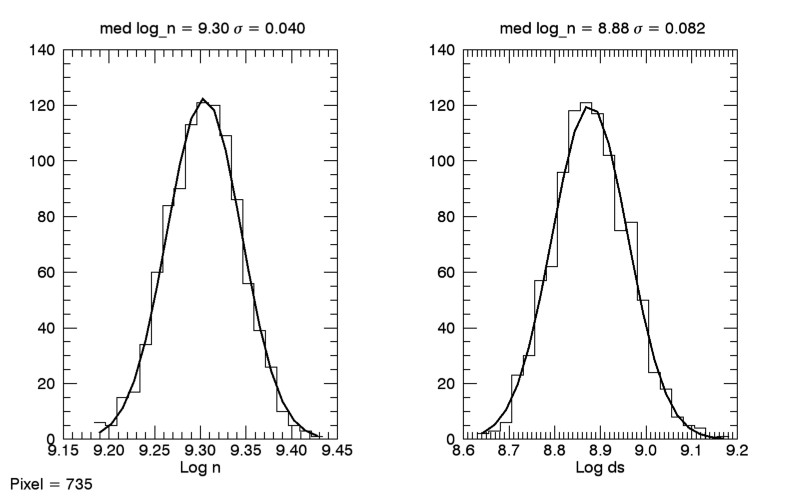 med log_n = 9.30 σ = 0.040
140
120
100
80
60
40
20
0
9.15 9.20 9.25 9.30 9.35 9.40 9.45
Log n
med log_n = 8.88 σ = 0.082
140
120
100
80
60
40
20
0
8.6 8.7 8.8 8.9 9.0 9.1 9.2
Log ds
Pixel = 735